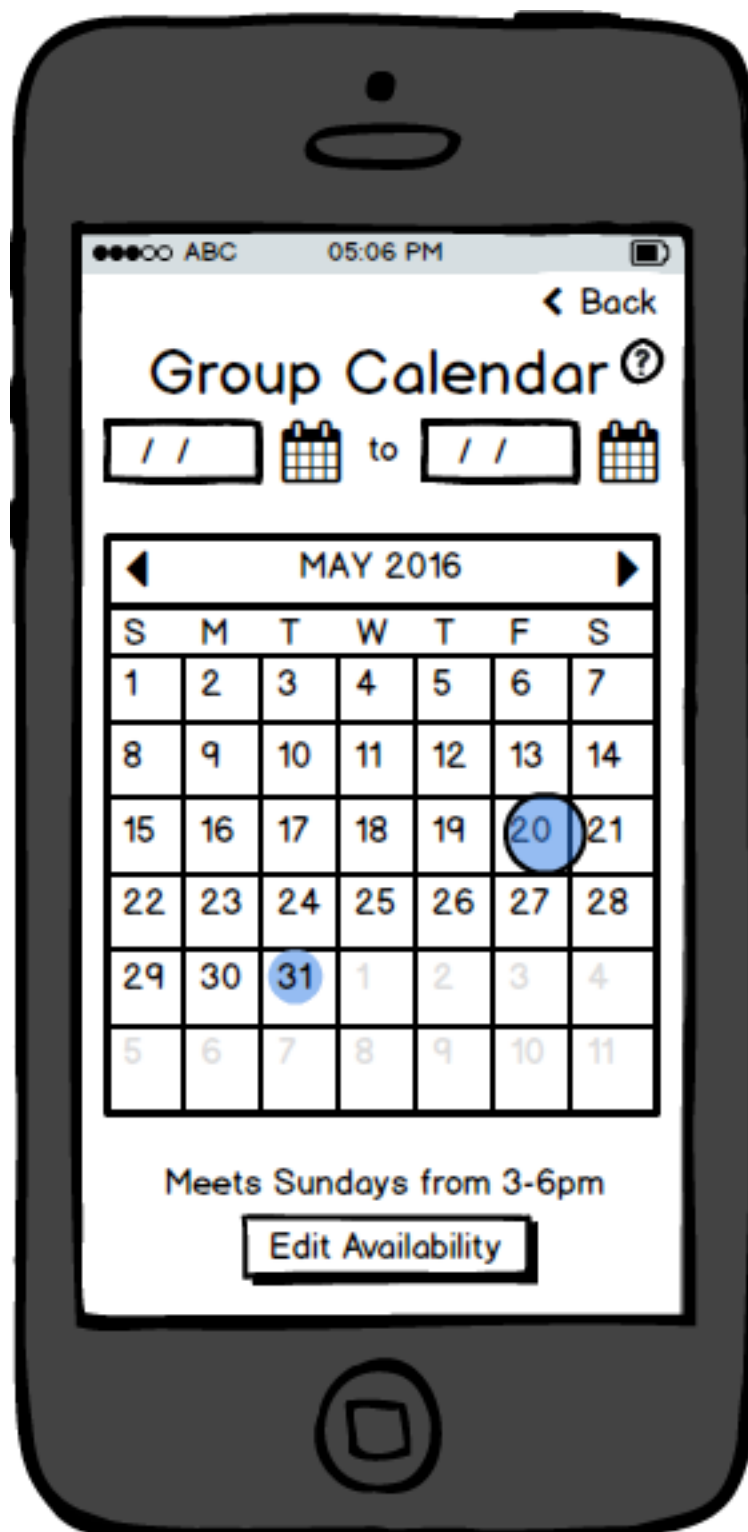 ABC 05:06 PM
Back
Group Calendar ?
/ / to / /
MAY 2016
S M T W T F S
1 2 3 4 5 6 7
8 9 10 11 12 13 14
15 16 17 18 19 20 21
22 23 24 25 26 27 28
29 30 31 1 2 3 4
5 6 7 8 9 10 11
Meets Sundays from 3-6pm
Edit Availability